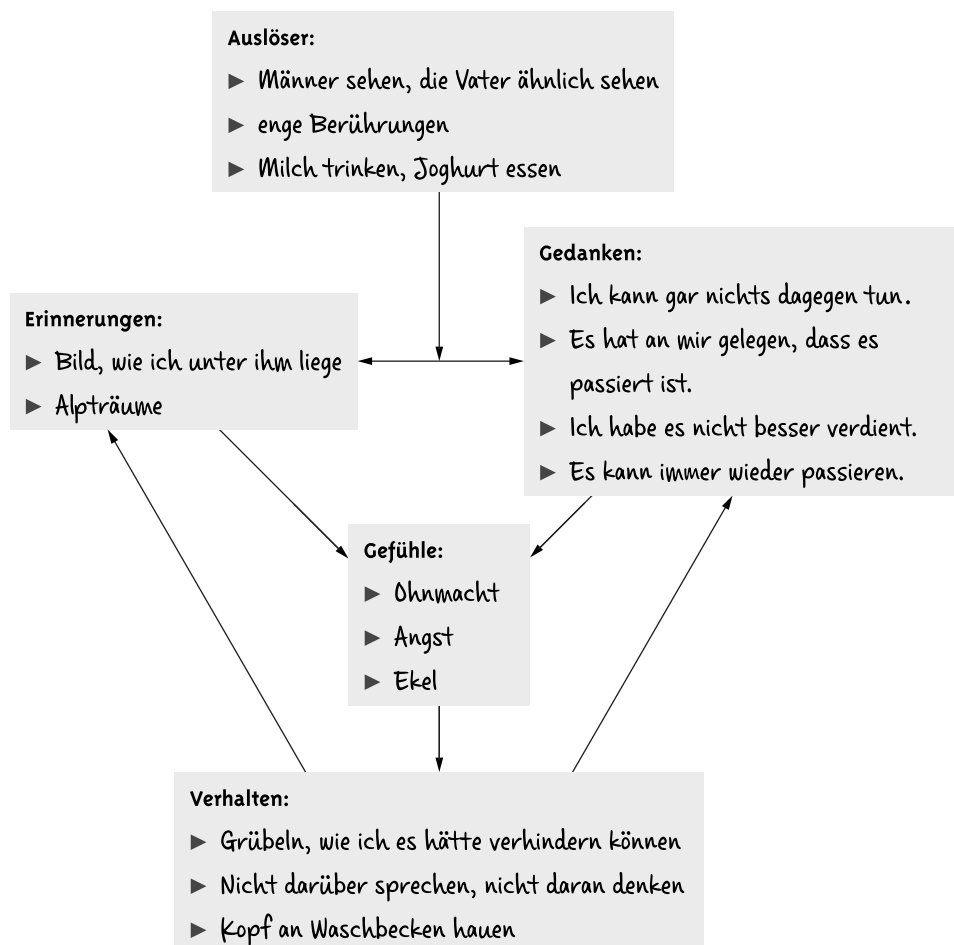 Auslöser:
► Männer sehen, die Vater ähnlich sehen
► enge Berührungen
► Milch trinken, Joghurt essen
Gedanken:
► Ich kann gar nichts dagegen tun.
► Es hat an mir gelegen, dass es
passiert ist.
► Ich habe es nicht besser verdient.
► Es kann immer wieder passieren.
Erinnerungen:
► Bild, wie ich unter ihm liege
► Alpträume
Gefühle:
► Ohnmacht
► Angst
► Ekel
Verhalten:
► Grübeln, wie ich es hätte verhindern können
► Nicht darüber sprechen, nicht daran denken
► Kopf an Waschbecken hauen